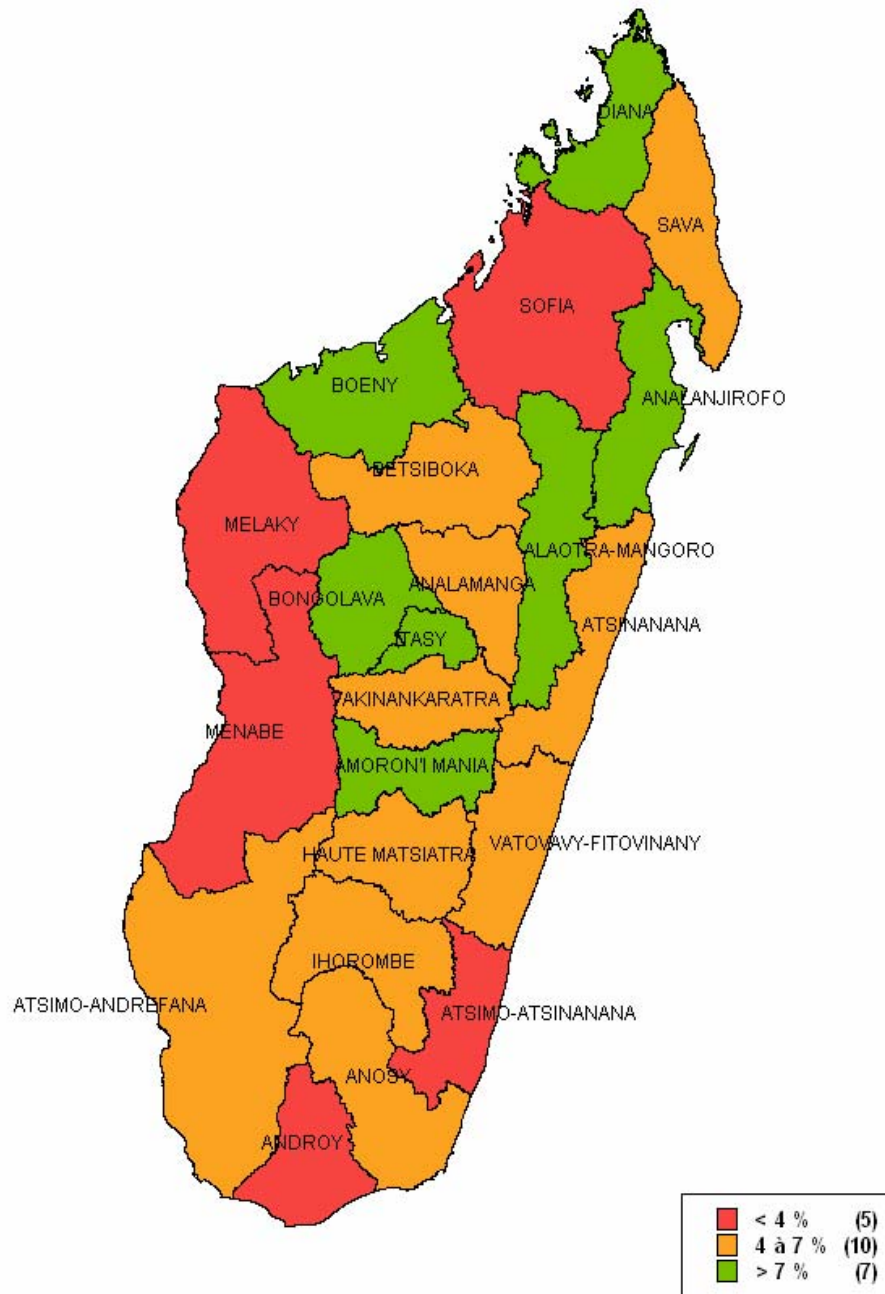 DIANA
SAVA
SOFIA
BOENY
ANALANJIROFO
BETSIBOKA
MELAKY
ALAOTRA-MANGORO
ANALAMANGA
BONGOLAVA
ATSINANANA
ITASY
VAKINANKARATRA
MENABE
AMORON'I MANIA
VATOVAVY-FITOVINANY
HAUTE MATSIATRA
IHOROMBE
ATSIMO-ANDREFANA
ATSIMO-ATSINANANA
ANOSY
ANDROY
< 4 % (5)
4 à 7 % (10)
> 7 % (7)